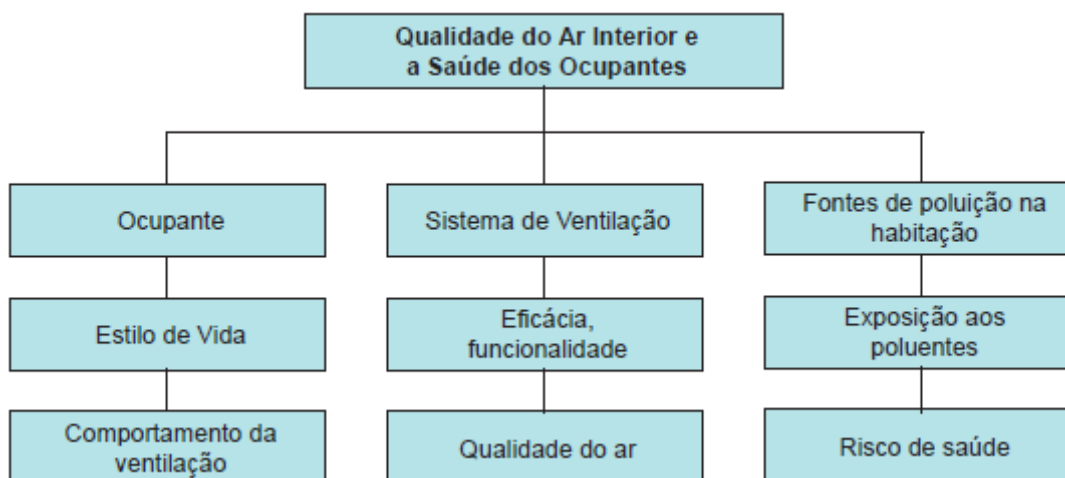 Qualidade do Ar Interior e
a Saúde dos Ocupantes
Ocupante
Sistema de Ventilação
Fontes de poluição na
habitação
Estilo de Vida
Eficácia,
funcionalidade
Exposição aos
poluentes
Comportamento da
ventilação
Qualidade do ar
Risco de saúde